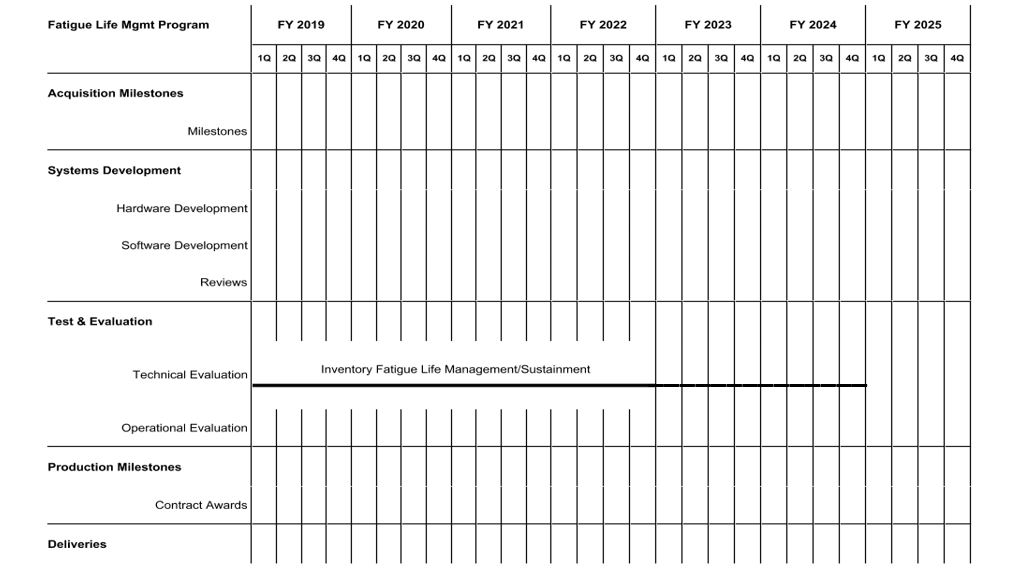 Fatigue Life Mgmt Program FY 2019 FY 2020 FY 2021 FY 2022 FY 2023 FY 2024 FY 2025
1Q 2Q 3Q 4Q 1Q 2Q 3Q 4Q 1Q 2Q 3Q 4Q 1Q 2Q 3Q 4Q 1Q 2Q 3Q 4Q 1Q 2Q 3Q 4Q 1Q 2Q 3Q 4Q
Acquisition Milestones
Milestones
Systems Development
Hardware Development
Software Development
Reviews
Test & Evaluation
Inventory Fatigue Life Management/Sustainment
Technical Evaluation
Operational Evaluation
Production Milestones
Contract Awards
Deliveries